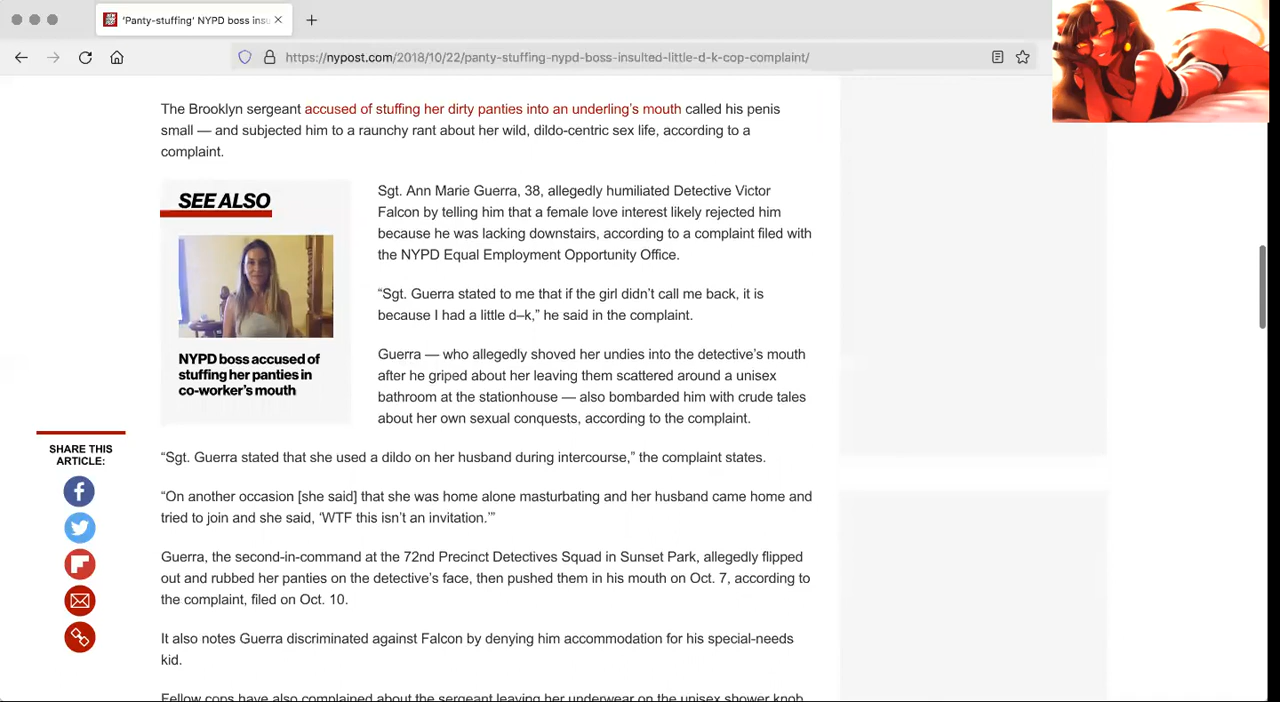 'Panty-stuffing' NYPD boss insu
https://nypost.com/2018/10/22/panty-stuffing-nypd-boss-insulted-little-d-k-cop-complaint/
The Brooklyn sergeant accused of stuffing her dirty panties into an underling's mouth called his penis
small — and subjected him to a raunchy rant about her wild, dildo-centric sex life, according to a
complaint.
SEE ALSO
NYPD boss accused of
stuffing her panties in
co-worker's mouth
Sgt. Ann Marie Guerra, 38, allegedly humiliated Detective Victor
Falcon by telling him that a female love interest likely rejected him
because he was lacking downstairs, according to a complaint filed with
the NYPD Equal Employment Opportunity Office.
“Sgt. Guerra stated to me that if the girl didn’t call me back, it is
because I had a little d–k,” he said in the complaint.
Guerra — who allegedly shoved her undies into the detective’s mouth
after he griped about her leaving them scattered around a unisex
bathroom at the stationhouse — also bombarded him with crude tales
about her own sexual conquests, according to the complaint.
SHARE THIS
ARTICLE:
“Sgt. Guerra stated that she used a dildo on her husband during intercourse,” the complaint states.
“On another occasion [she said] that she was home alone masturbating and her husband came home and
tried to join and she said, ‘WTF this isn’t an invitation.’”
Guerra, the second-in-command at the 72nd Precinct Detectives Squad in Sunset Park, allegedly flipped
out and rubbed her panties on the detective’s face, then pushed them in his mouth on Oct. 7, according to
the complaint, filed on Oct. 10.
It also notes Guerra discriminated against Falcon by denying him accommodation for his special-needs
kid.
Fellow cops have also complained about the sergeant leaving her underwear on the unisex shower knob